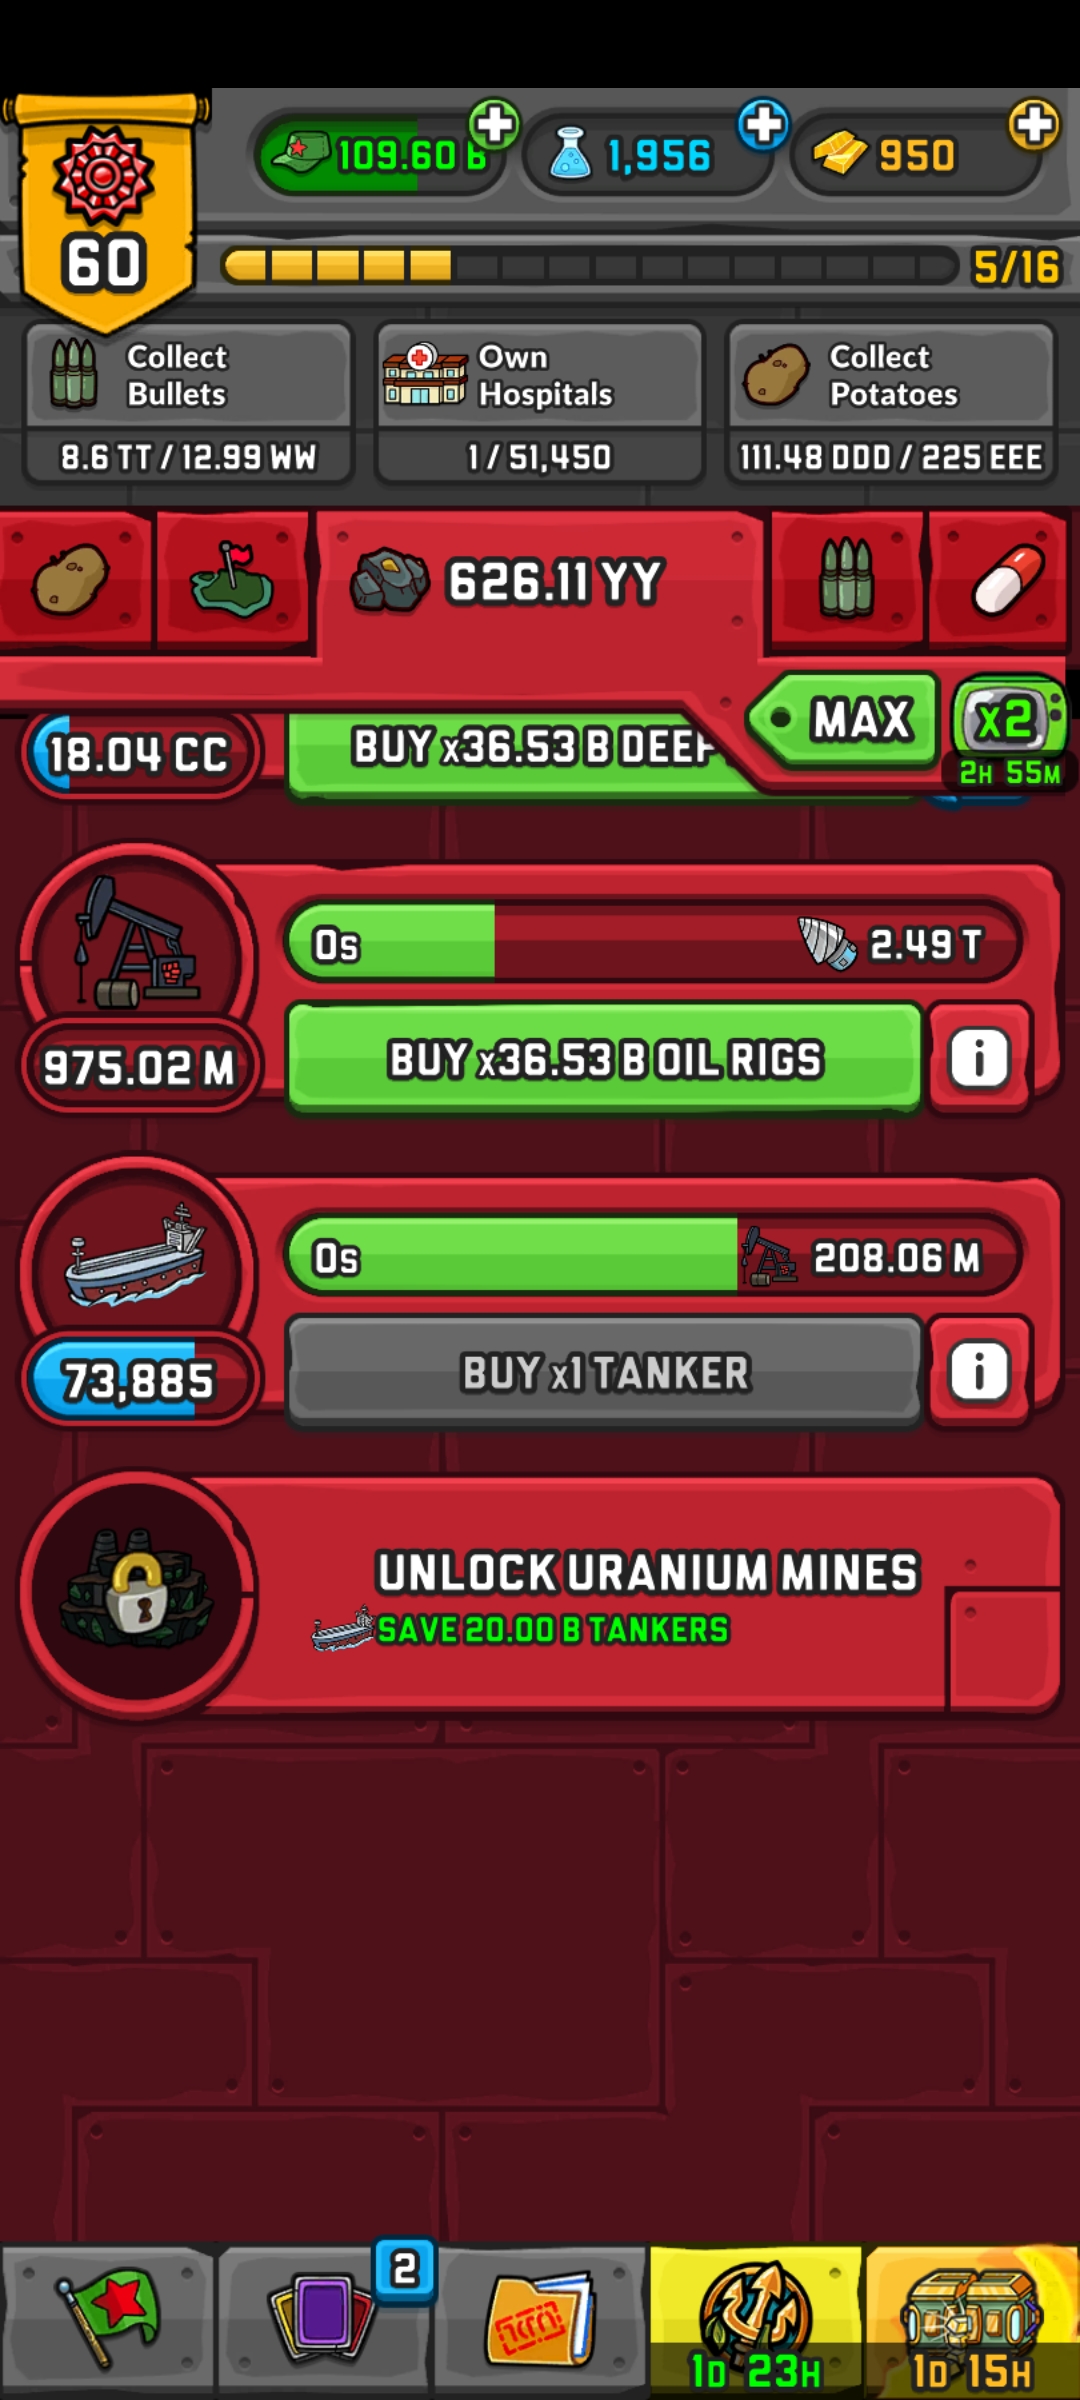 109.60 B
1,956
950
60
5/16
Collect
Bullets
8.6 TT / 12.99 WW
Own
Hospitals
1 / 51,450
Collect
Potatoes
111.48 DDD / 225 EEE
626.11 YY
MAX
x2
2H 55M
18.04 CC
BUY x36.53 B DEEP
0s
2.49 T
975.02 M
BUY x36.53 B OIL RIGS
i
0s
208.06 M
73,885
BUY x1 TANKER
i
UNLOCK URANIUM MINES
SAVE 20.00 B TANKERS
2
1D 23H
1D 15H